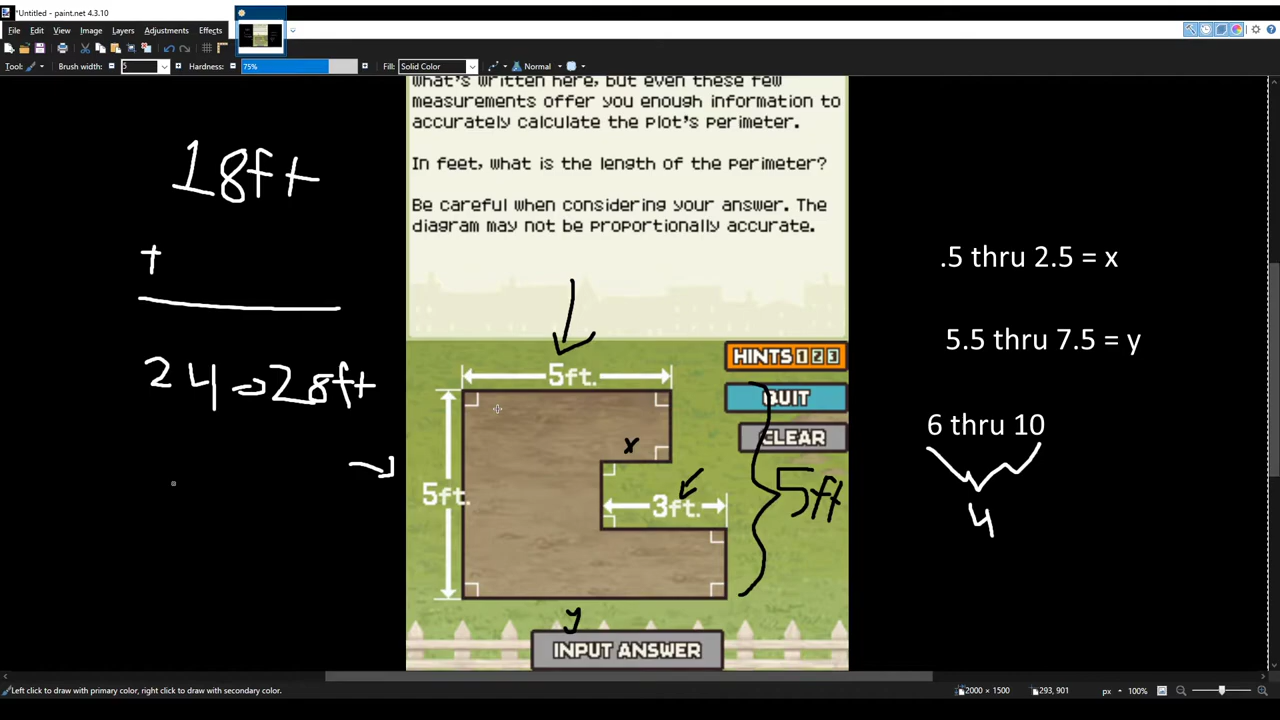 *Untitled - paint.net 4.3.10
File Edit View Image Layers Adjustments Effects
Tool: Brush width: 5 Hardness: 75% Fill: Solid Color Normal
what's written here, but even these few
measurements offer you enough information to
accurately calculate the plot's perimeter.
In feet, what is the length of the perimeter?
Be careful when considering your answer. The
diagram may not be proportionally accurate.
18ft
+
24 => 28ft
HINTS 1 2 3
QUIT
CLEAR
5ft.
x
5ft.
3ft.
5ft
y
INPUT ANSWER
.5 thru 2.5 = x
5.5 thru 7.5 = y
6 thru 10
4
Left click to draw with primary color, right click to draw with secondary color.
2000 × 1500
293, 901
px
100%